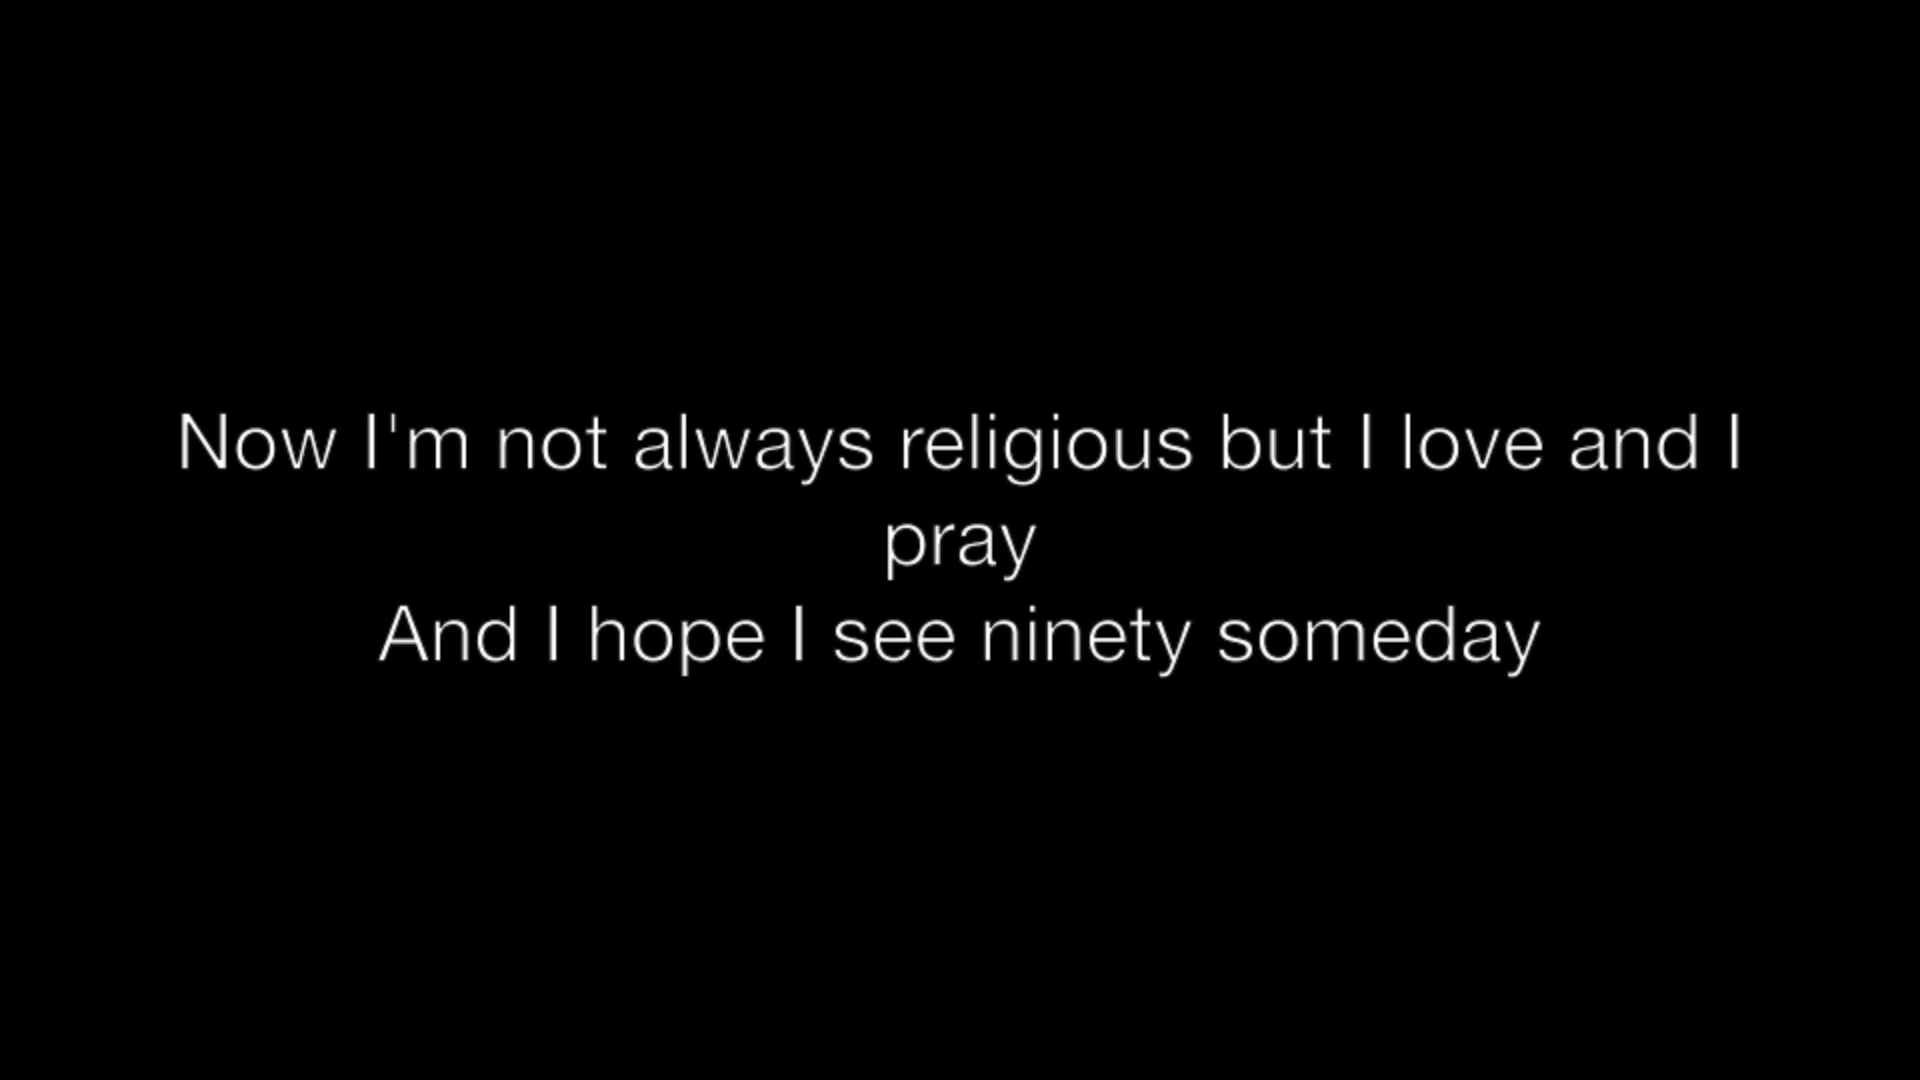 Now I'm not always religious but I love and I
pray
And I hope I see ninety someday